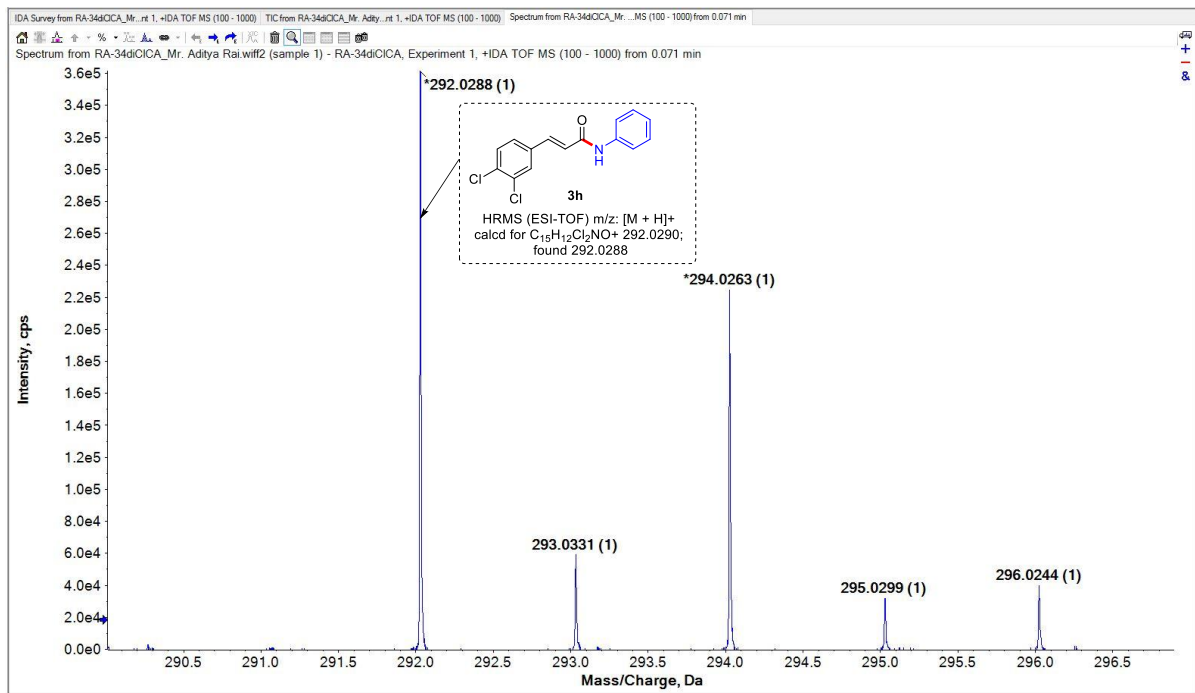 IDA Survey from RA-34diClCA_Mr...nt 1, +IDA TOF MS (100 - 1000) TIC from RA-34diClCA_Mr. Adity...nt 1, +IDA TOF MS (100 - 1000) Spectrum from RA-34diClCA_Mr. ...MS (100 - 1000) from 0.071 min
Spectrum from RA-34diClCA_Mr. Aditya Rai.wiff2 (sample 1) - RA-34diClCA, Experiment 1, +IDA TOF MS (100 - 1000) from 0.071 min
3.6e5
*292.0288 (1)
3.4e5
3.2e5
3.0e5
2.8e5
2.6e5
2.4e5
2.2e5
2.0e5
1.8e5
1.6e5
1.4e5
1.2e5
1.0e5
8.0e4
6.0e4
4.0e4
2.0e4
0.0e0
Intensity, cps
O
N
H
Cl
Cl
3h
HRMS (ESI-TOF) m/z: [M + H]+
calcd for C₁₅H₁₂Cl₂NO+ 292.0290;
found 292.0288
*294.0263 (1)
293.0331 (1)
295.0299 (1)
296.0244 (1)
290.5 291.0 291.5 292.0 292.5 293.0 293.5 294.0 294.5 295.0 295.5 296.0 296.5
Mass/Charge, Da